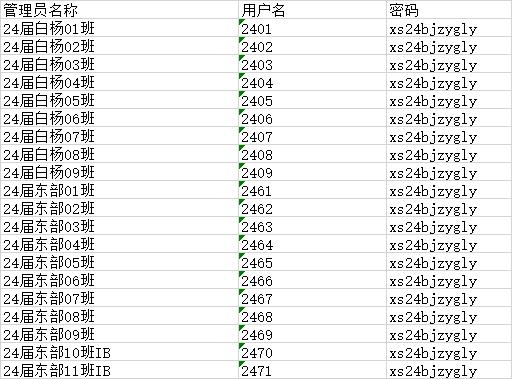 管理员名称 用户名 密码
24届白杨01班 2401 xs24bjzygly
24届白杨02班 2402 xs24bjzygly
24届白杨03班 2403 xs24bjzygly
24届白杨04班 2404 xs24bjzygly
24届白杨05班 2405 xs24bjzygly
24届白杨06班 2406 xs24bjzygly
24届白杨07班 2407 xs24bjzygly
24届白杨08班 2408 xs24bjzygly
24届白杨09班 2409 xs24bjzygly
24届东部01班 2461 xs24bjzygly
24届东部02班 2462 xs24bjzygly
24届东部03班 2463 xs24bjzygly
24届东部04班 2464 xs24bjzygly
24届东部05班 2465 xs24bjzygly
24届东部06班 2466 xs24bjzygly
24届东部07班 2467 xs24bjzygly
24届东部08班 2468 xs24bjzygly
24届东部09班 2469 xs24bjzygly
24届东部10班IB 2470 xs24bjzygly
24届东部11班IB 2471 xs24bjzygly